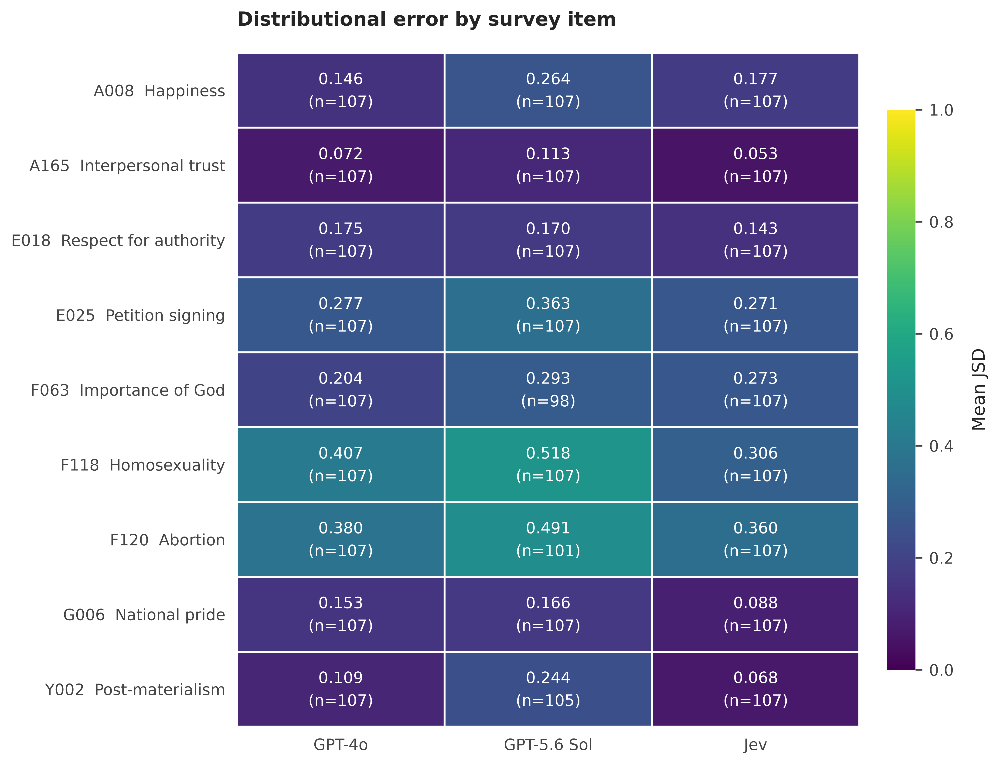 Distributional error by survey item
A008  Happiness
0.146
(n=107)
0.264
(n=107)
0.177
(n=107)
A165  Interpersonal trust
0.072
(n=107)
0.113
(n=107)
0.053
(n=107)
E018  Respect for authority
0.175
(n=107)
0.170
(n=107)
0.143
(n=107)
E025  Petition signing
0.277
(n=107)
0.363
(n=107)
0.271
(n=107)
F063  Importance of God
0.204
(n=107)
0.293
(n=98)
0.273
(n=107)
F118  Homosexuality
0.407
(n=107)
0.518
(n=107)
0.306
(n=107)
F120  Abortion
0.380
(n=107)
0.491
(n=101)
0.360
(n=107)
G006  National pride
0.153
(n=107)
0.166
(n=107)
0.088
(n=107)
Y002  Post-materialism
0.109
(n=107)
0.244
(n=105)
0.068
(n=107)
GPT-4o
GPT-5.6 Sol
Jev
1.0
0.8
0.6
0.4
0.2
0.0
Mean JSD